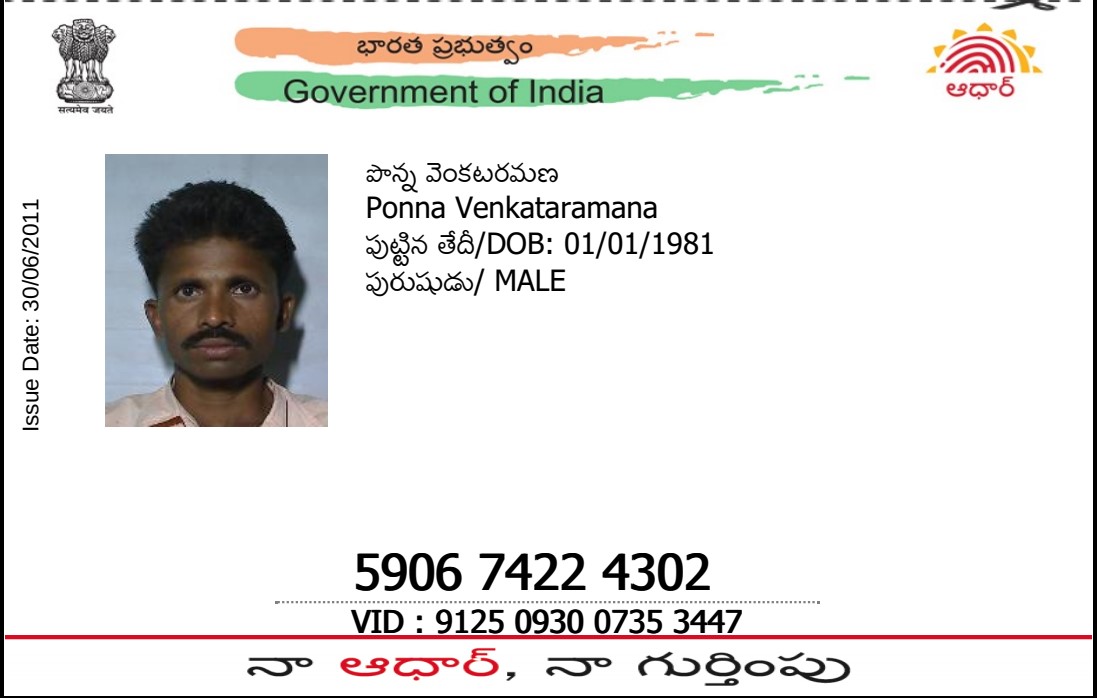 భారత ప్రభుత్వం
Government of India
सत्यमेव जयते
ఆధార్
Issue Date: 30/06/2011
పొన్న వెంకటరమణ
Ponna Venkataramana
పుట్టిన తేదీ/DOB: 01/01/1981
పురుషుడు/ MALE
5906 7422 4302
VID : 9125 0930 0735 3447
నా ఆధార్, నా గుర్తింపు